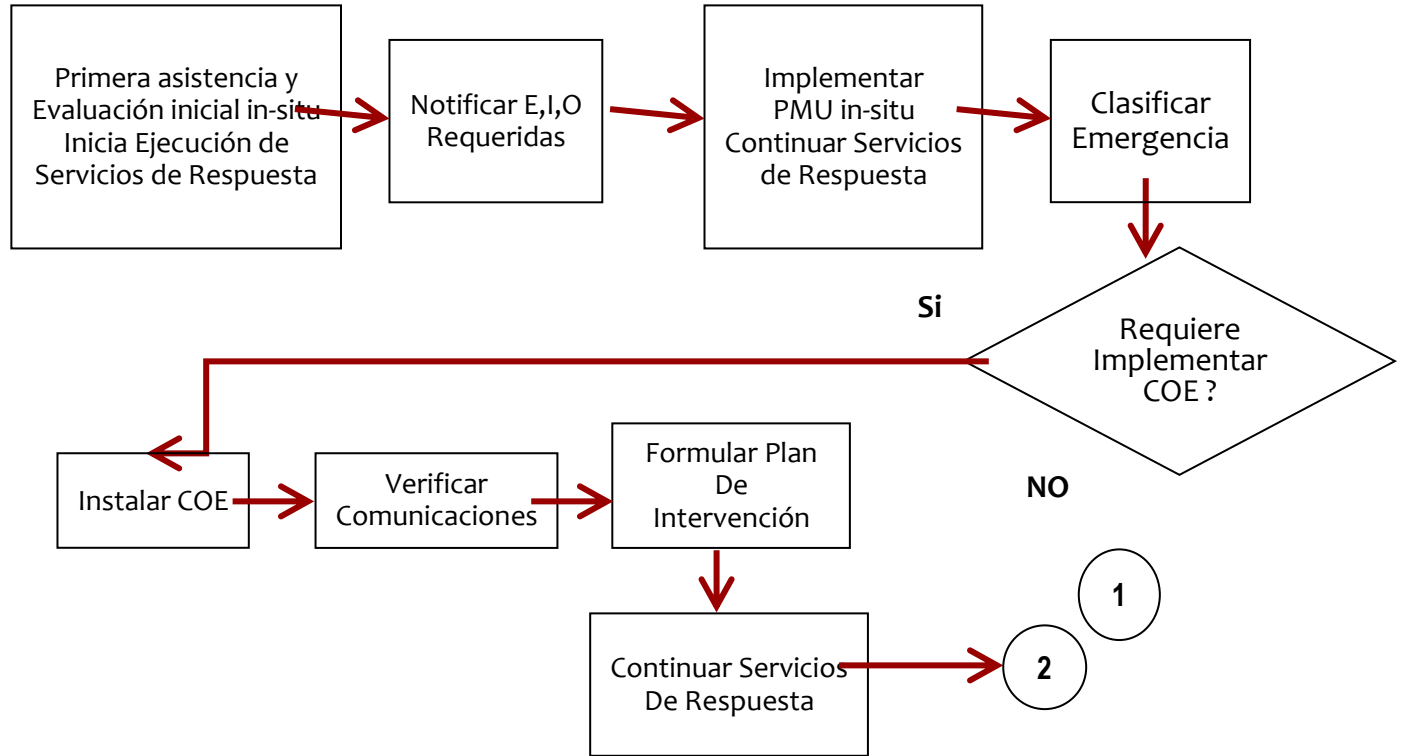 Primera asistencia y
Evaluación inicial in-situ
Inicia Ejecución de
Servicios de Respuesta
Notificar E,I,O
Requeridas
Implementar
PMU in-situ
Continuar Servicios
de Respuesta
Clasificar
Emergencia
Si
Requiere
Implementar
COE ?
NO
Instalar COE
Verificar
Comunicaciones
Formular Plan
De
Intervención
1
Continuar Servicios
De Respuesta
2